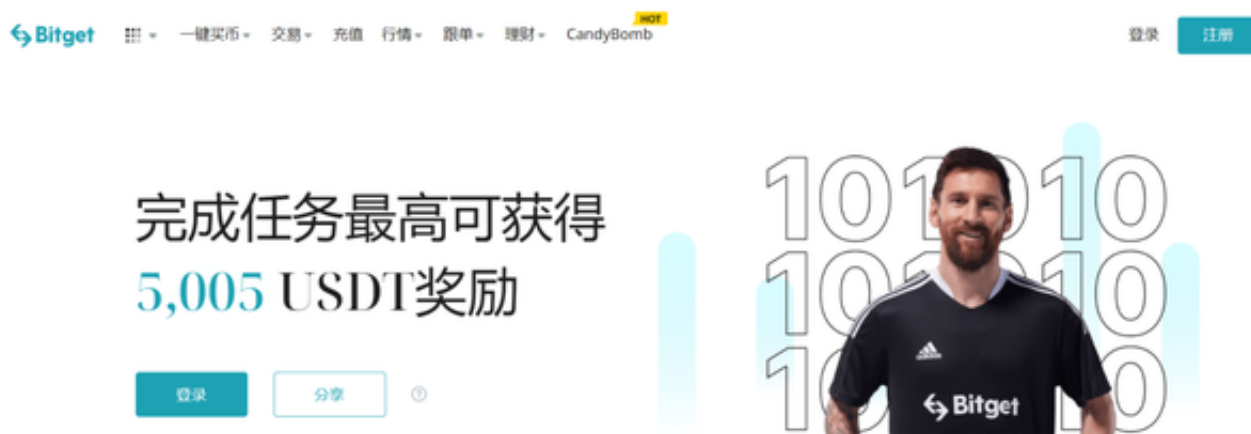 Bitget
一键买币
交易
充值
行情
跟单
理财
CandyBomb
HOT
登录
注册
完成任务最高可获得
5,005 USDT奖励
登录
分享
?
101010
101010
101010
adidas
Bitget